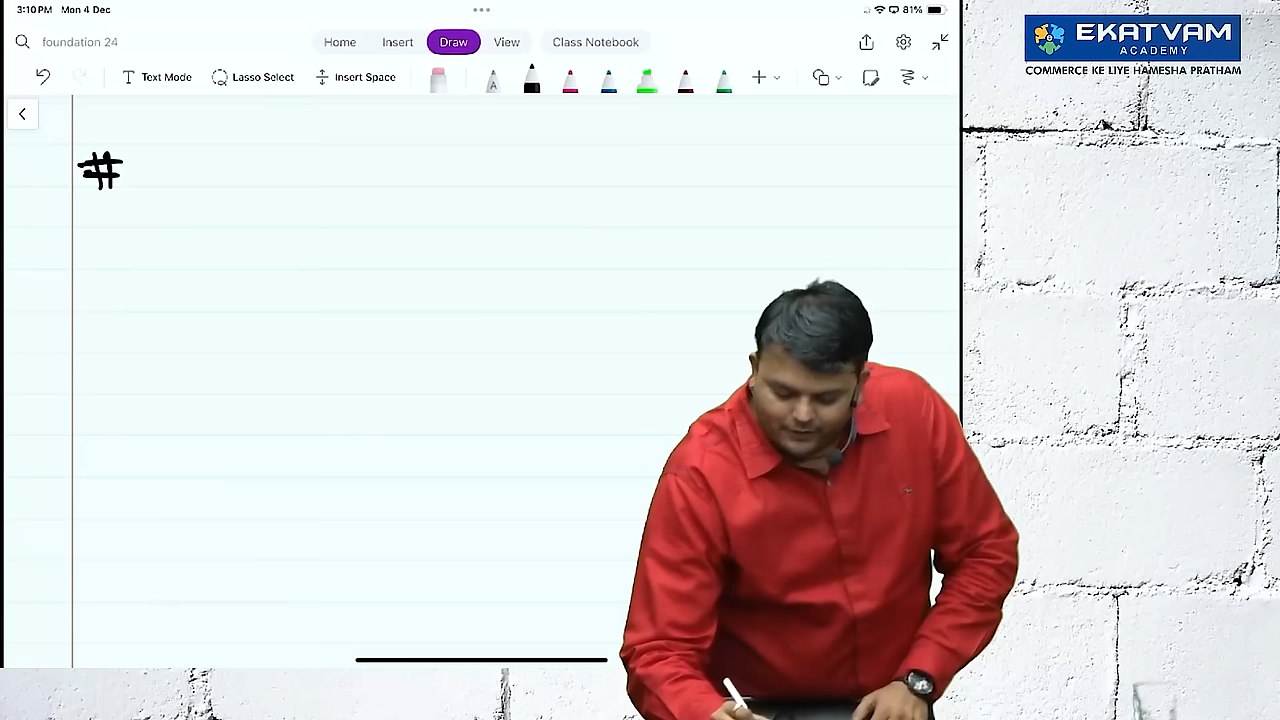 3:10 PM Mon 4 Dec 81%
foundation 24 Home Insert Draw View Class Notebook
Text Mode Lasso Select Insert Space A
#
EKATVAM
ACADEMY
COMMERCE KE LIYE HAMESHA PRATHAM